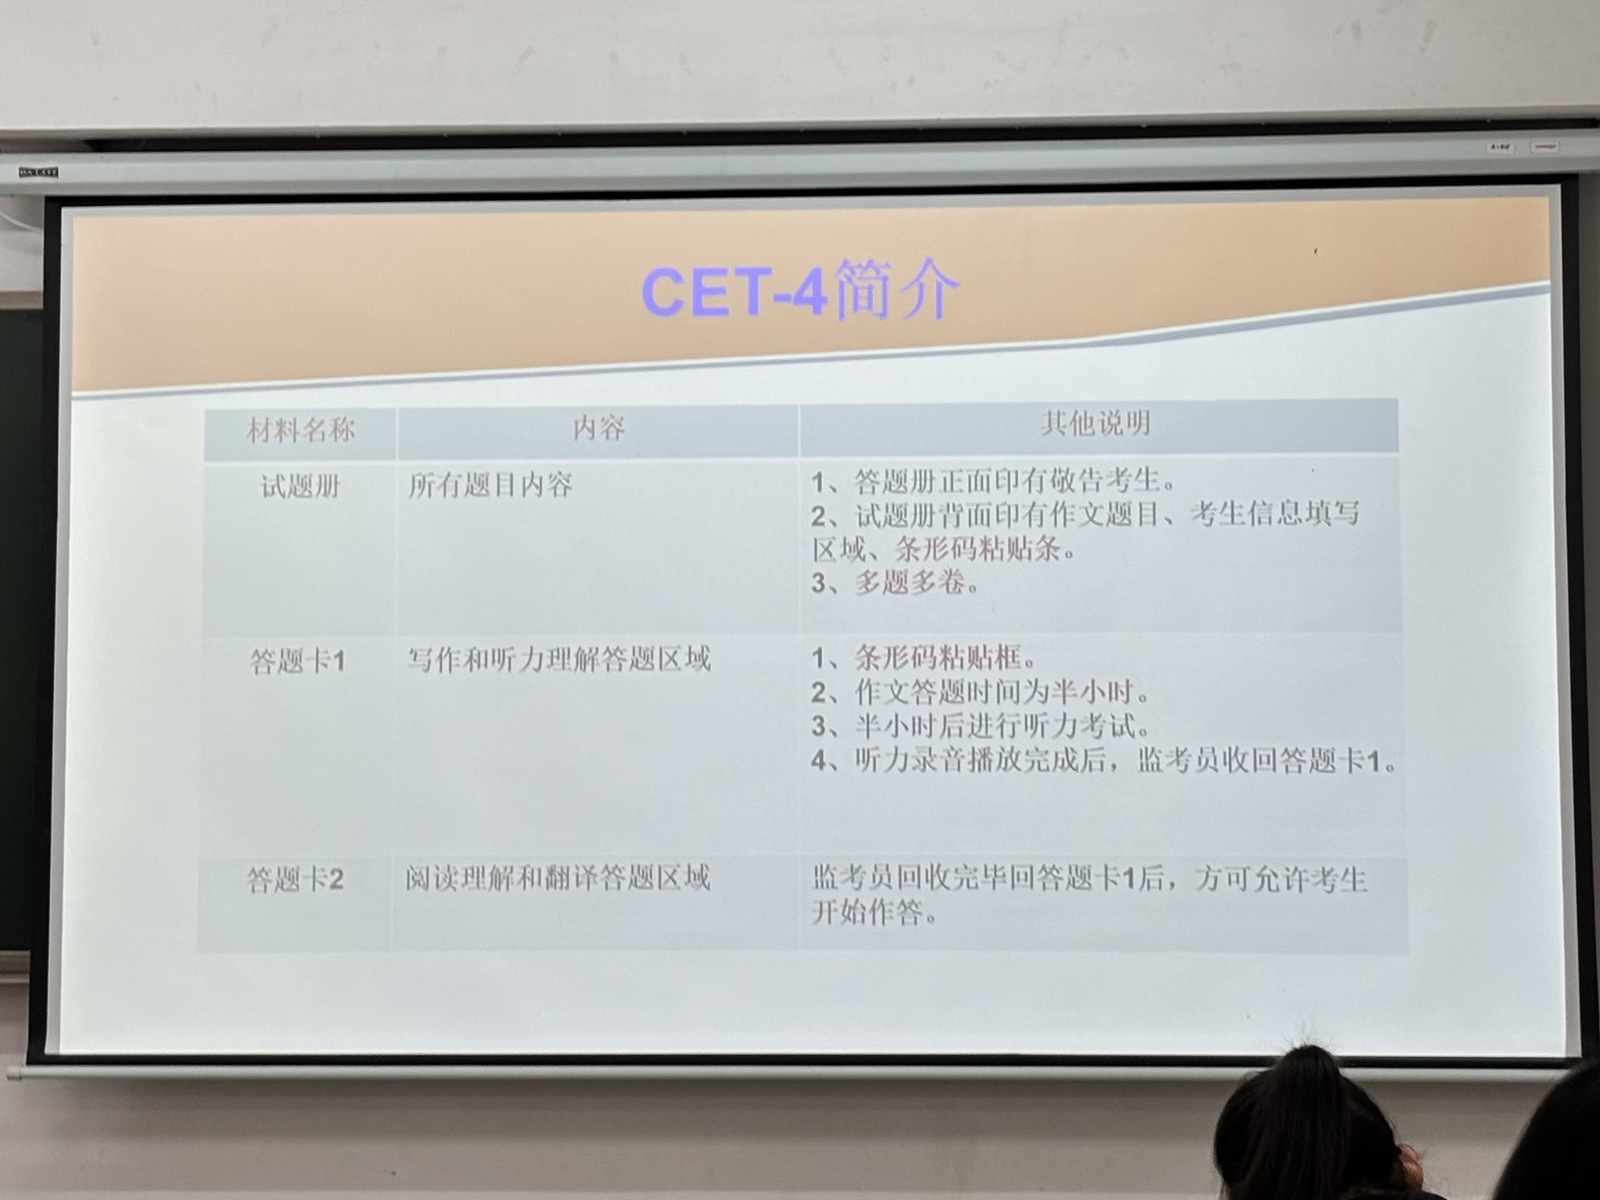 CET-4简介
材料名称 内容 其他说明
试题册 所有题目内容 1、答题册正面印有敬告考生。
2、试题册背面印有作文题目、考生信息填写
区域、条形码粘贴条。
3、多题多卷。
答题卡1 写作和听力理解答题区域 1、条形码粘贴框。
2、作文答题时间为半小时。
3、半小时后进行听力考试。
4、听力录音播放完成后，监考员收回答题卡1。
答题卡2 阅读理解和翻译答题区域 监考员回收完毕回答题卡1后，方可允许考生
开始作答。